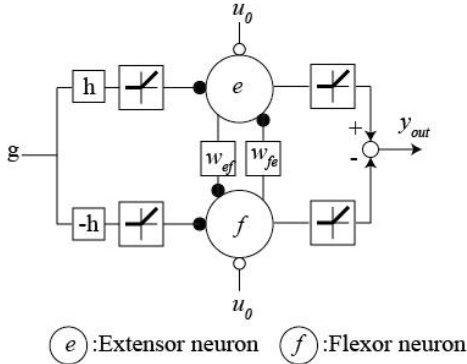 u0
h
e
g
wef
wfe
+
-
yout
-h
f
u0
e :Extensor neuron f :Flexor neuron